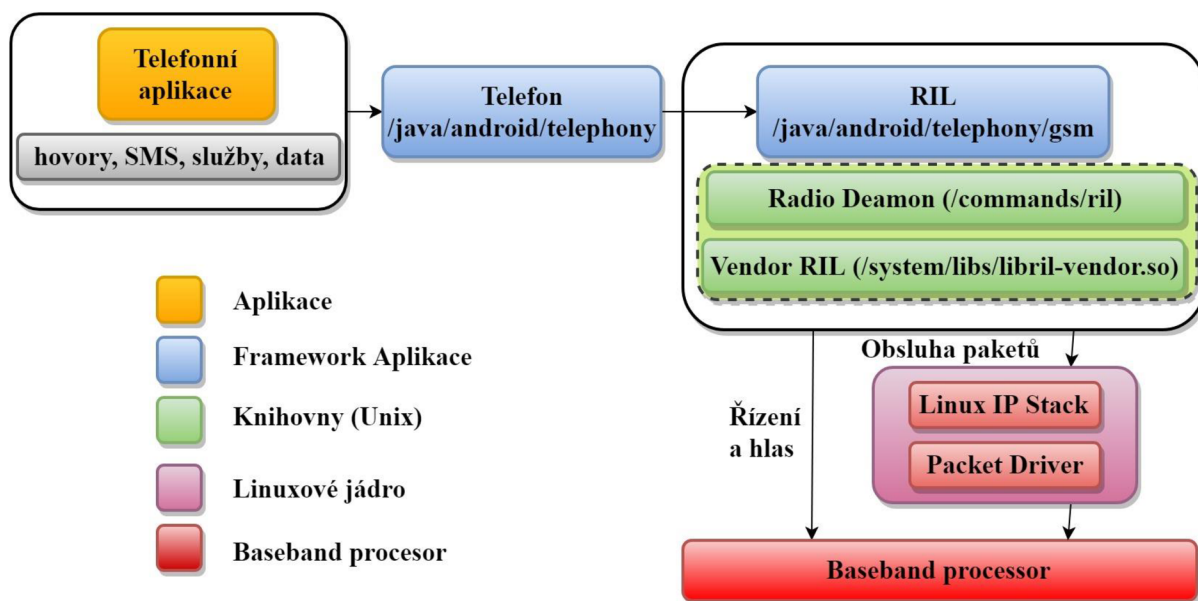 Telefonní
aplikace
hovory, SMS, služby, data
Telefon
/java/android/telephony
RIL
/java/android/telephony/gsm
Radio Deamon (/commands/ril)
Vendor RIL (/system/libs/libril-vendor.so)
Aplikace
Framework Aplikace
Knihovny (Unix)
Linuxové jádro
Baseband procesor
Obsluha paketů
Řízení
a hlas
Linux IP Stack
Packet Driver
Baseband processor